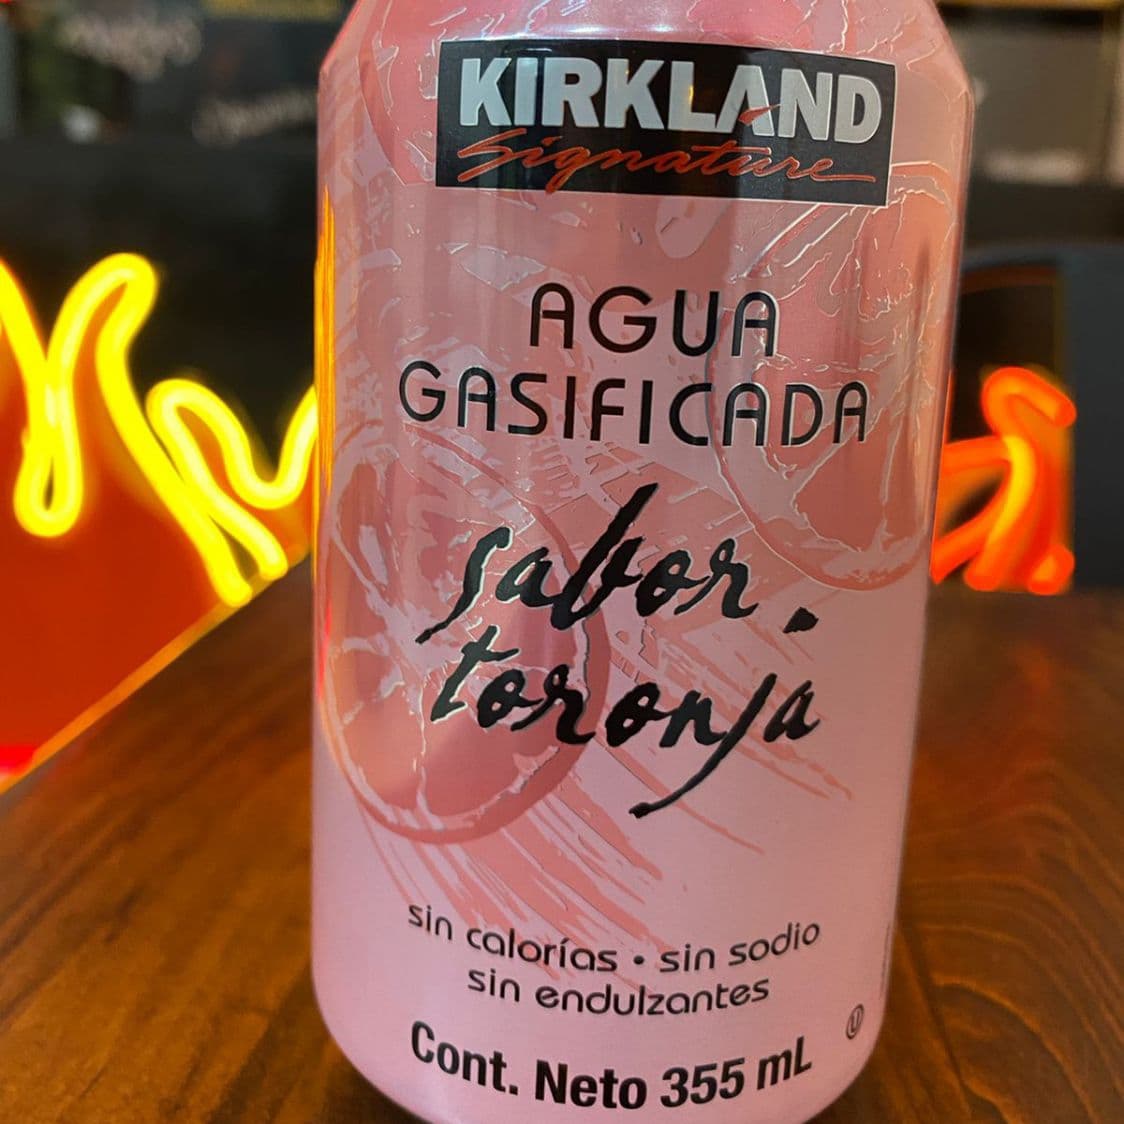 KIRKLAND
Signature
AGUA
GASIFICADA
sabor
toronja
sin calorías • sin sodio
sin endulzantes
Cont. Neto 355 mL
U